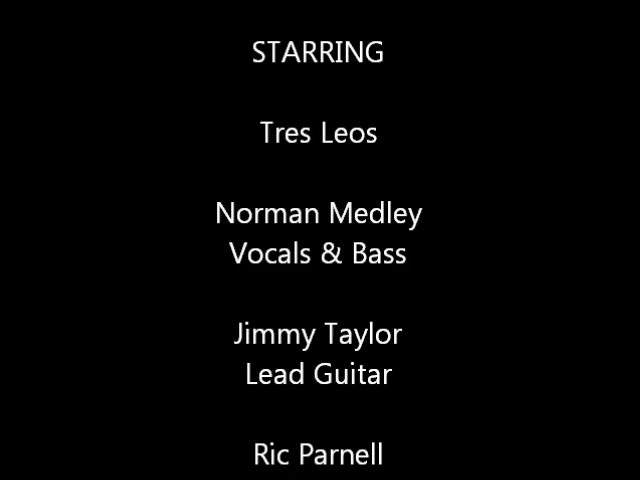 STARRING
Tres Leos
Norman Medley
Vocals & Bass
Jimmy Taylor
Lead Guitar
Ric Parnell